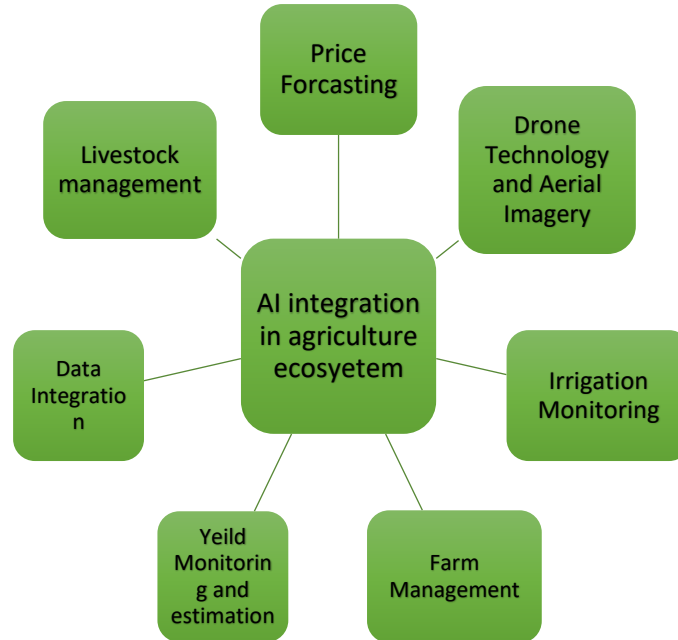 Price
Forcasting
Drone
Technology
and Aerial
Imagery
Livestock
management
AI integration
in agriculture
ecosyetem
Irrigation
Monitoring
Data
Integratio
n
Yeild
Monitorin
g and
estimation
Farm
Management